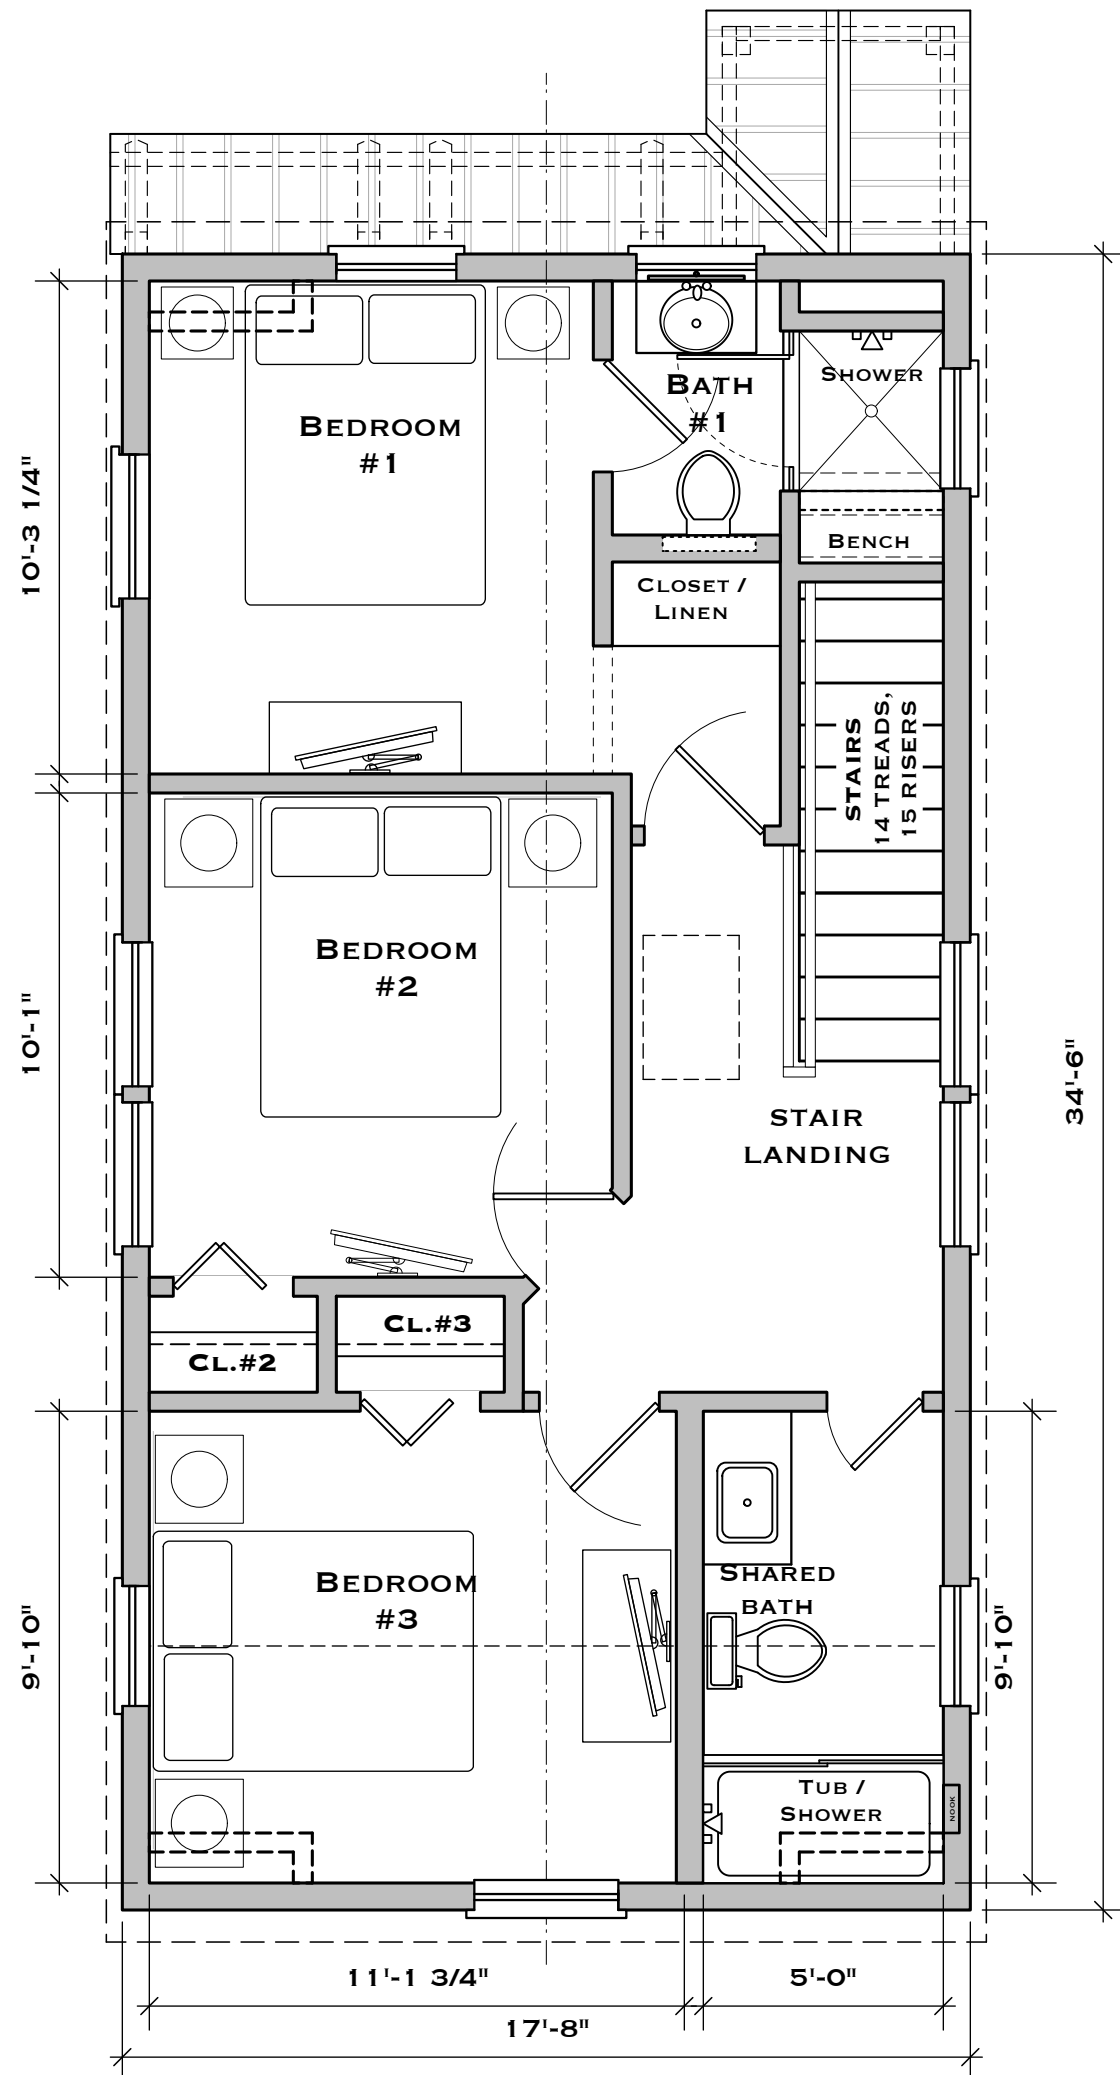 BEDROOM
#1
BATH
#1
SHOWER
BENCH
CLOSET /
LINEN
10'-3 1/4"
STAIRS
14 TREADS,
15 RISERS
BEDROOM
#2
10'-1"
34'-6"
STAIR
LANDING
CL.#3
CL.#2
BEDROOM
#3
SHARED
BATH
9'-10"
9'-10"
TUB /
SHOWER
NOOK
11'-1 3/4"
5'-0"
17'-8"